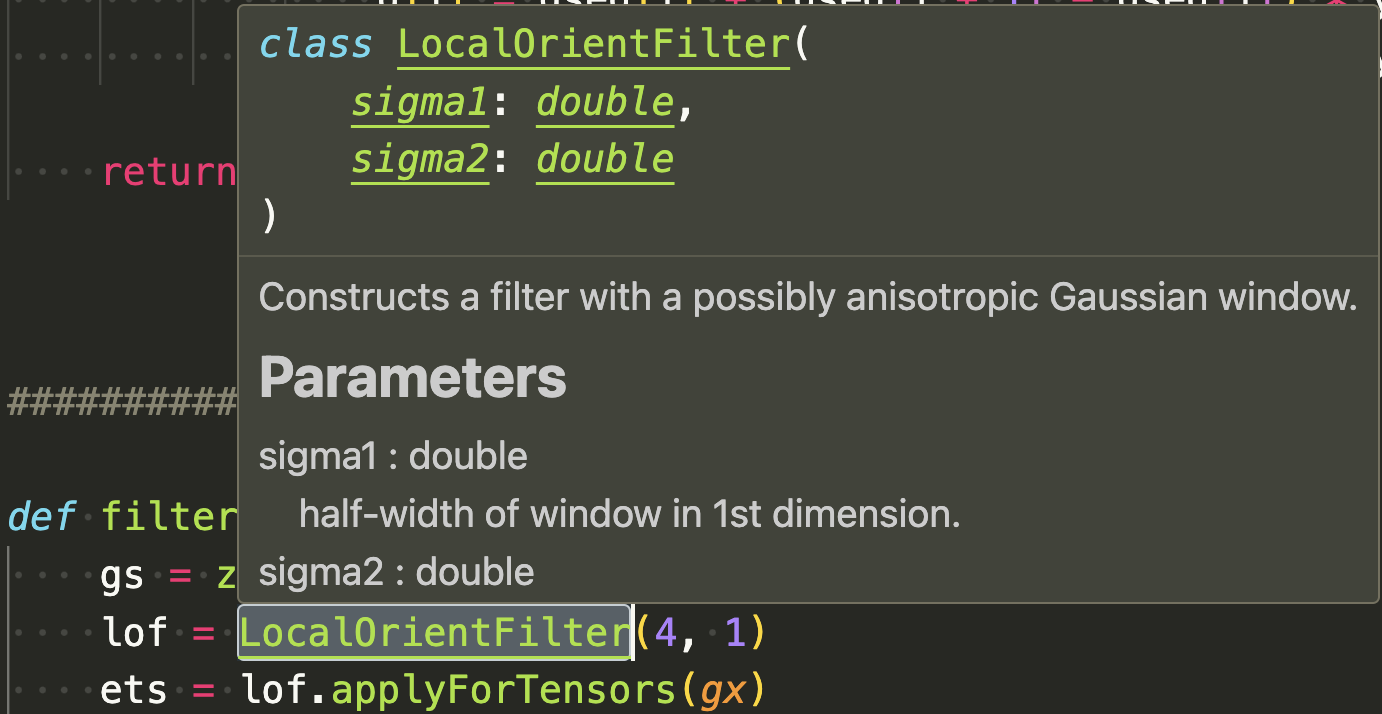 class LocalOrientFilter(
sigma1: double,
sigma2: double
return
)
Constructs a filter with a possibly anisotropic Gaussian window.
Parameters
##########
sigma1 : double
half-width of window in 1st dimension.
def filter
gs = z
sigma2 : double
lof = LocalOrientFilter(4, 1)
ets = lof.applyForTensors(gx)